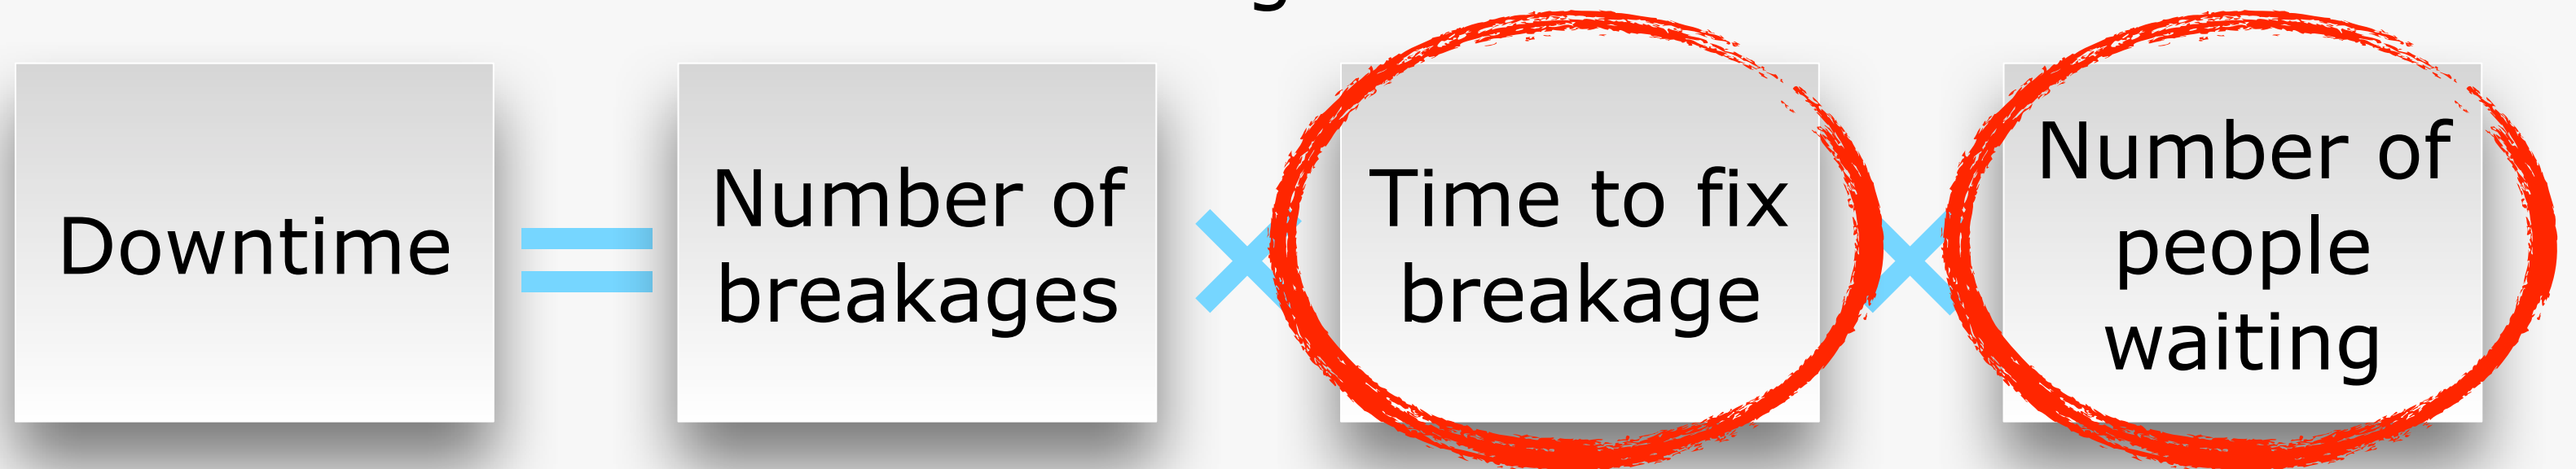 Downtime
=
Number of
breakages
×
Time to fix
breakage
×
Number of
people
waiting